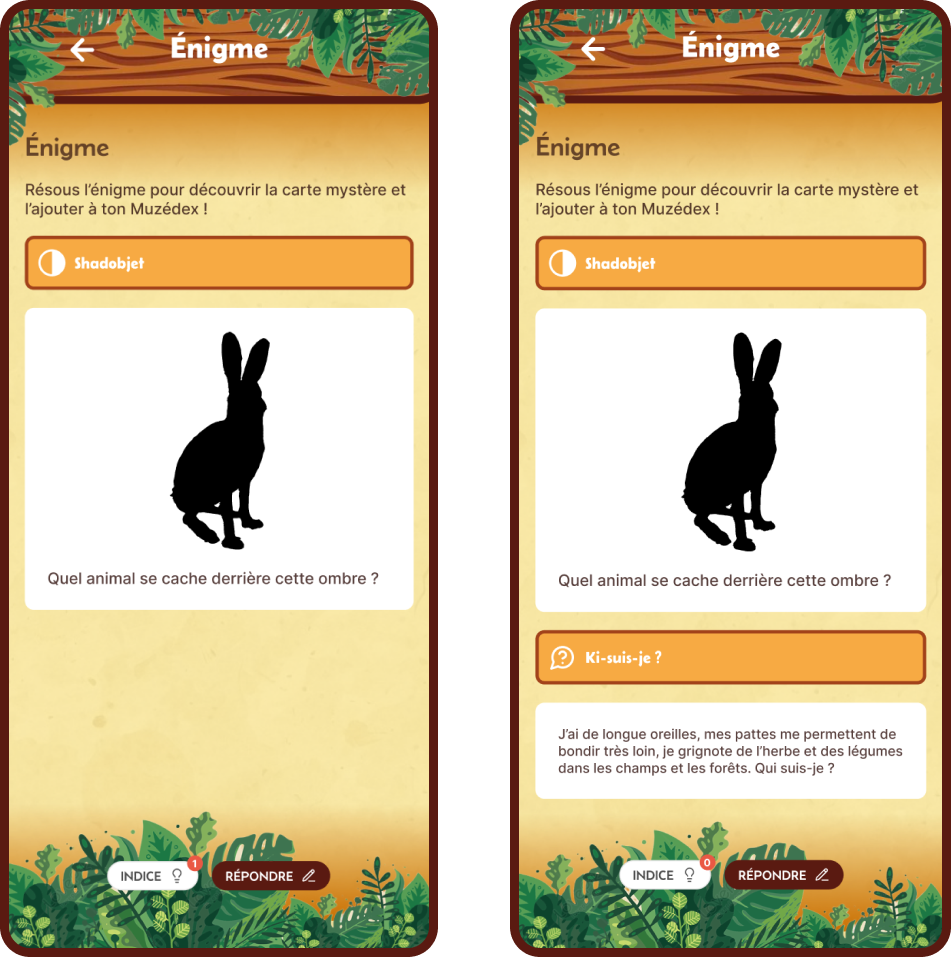 Énigme
Énigme
Résous l'énigme pour découvrir la carte mystère et
l'ajouter à ton Muzédex !
Shadobjet
Quel animal se cache derrière cette ombre ?
INDICE
1
RÉPONDRE
Énigme
Énigme
Résous l'énigme pour découvrir la carte mystère et
l'ajouter à ton Muzédex !
Shadobjet
Quel animal se cache derrière cette ombre ?
Ki-suis-je ?
J'ai de longue oreilles, mes pattes me permettent de
bondir très loin, je grignote de l'herbe et des légumes
dans les champs et les forêts. Qui suis-je ?
INDICE
0
RÉPONDRE